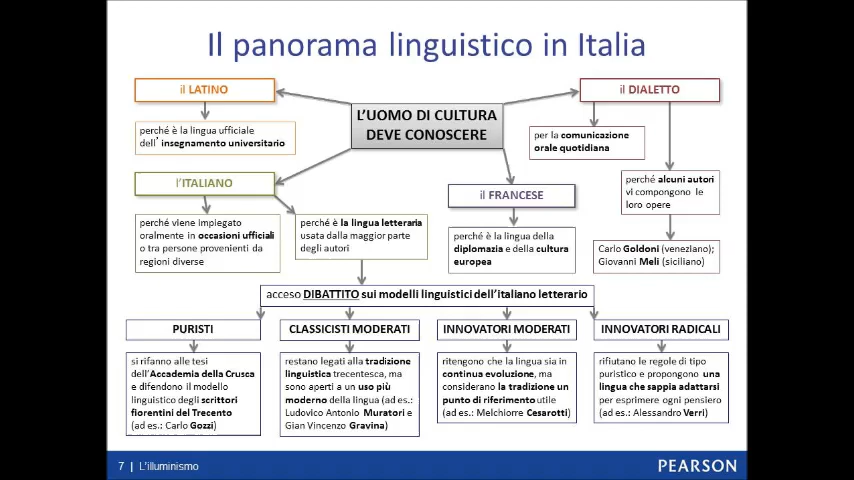 Il panorama linguistico in Italia
il LATINO
L'UOMO DI CULTURA
DEVE CONOSCERE
il DIALETTO
perché è la lingua ufficiale
dell' insegnamento universitario
per la comunicazione
orale quotidiana
l'ITALIANO
il FRANCESE
perché alcuni autori
vi compongono le
loro opere
perché viene impiegato
oralmente in occasioni ufficiali
o tra persone provenienti da
regioni diverse
perché è la lingua letteraria
usata dalla maggior parte
degli autori
perché è la lingua della
diplomazia e della cultura
europea
Carlo Goldoni (veneziano);
Giovanni Meli (siciliano)
acceso DIBATTITO sui modelli linguistici dell'italiano letterario
PURISTI
CLASSICISTI MODERATI
INNOVATORI MODERATI
INNOVATORI RADICALI
si rifanno alle tesi
dell'Accademia della Crusca
e difendono il modello
linguistico degli scrittori
fiorentini del Trecento
(ad es.: Carlo Gozzi)
restano legati alla tradizione
linguistica trecentesca, ma
sono aperti a un uso più
moderno della lingua (ad es.:
Ludovico Antonio Muratori e
Gian Vincenzo Gravina)
ritengono che la lingua sia in
continua evoluzione, ma
considerano la tradizione un
punto di riferimento utile
(ad es.: Melchiorre Cesarotti)
rifiutano le regole di tipo
puristico e propongono una
lingua che sappia adattarsi
per esprimere ogni pensiero
(ad es.: Alessandro Verri)
7 | L'illuminismo
PEARSON